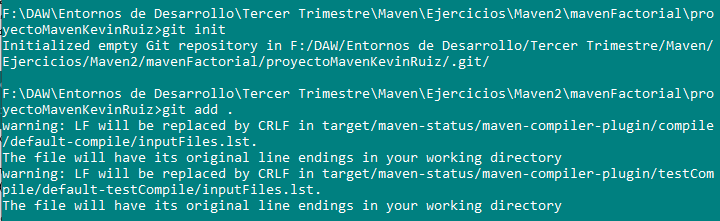 F:\DAW\Entornos de Desarrollo\Tercer Trimestre\Maven\Ejercicios\Maven2\mavenFactorial\pro
yectoMavenKevinRuiz>git init
Initialized empty Git repository in F:/DAW/Entornos de Desarrollo/Tercer Trimestre/Maven/
Ejercicios/Maven2/mavenFactorial/proyectoMavenKevinRuiz/.git/
F:\DAW\Entornos de Desarrollo\Tercer Trimestre\Maven\Ejercicios\Maven2\mavenFactorial\pro
yectoMavenKevinRuiz>git add .
warning: LF will be replaced by CRLF in target/maven-status/maven-compiler-plugin/compile
/default-compile/inputFiles.lst.
The file will have its original line endings in your working directory
warning: LF will be replaced by CRLF in target/maven-status/maven-compiler-plugin/testCom
pile/default-testCompile/inputFiles.lst.
The file will have its original line endings in your working directory